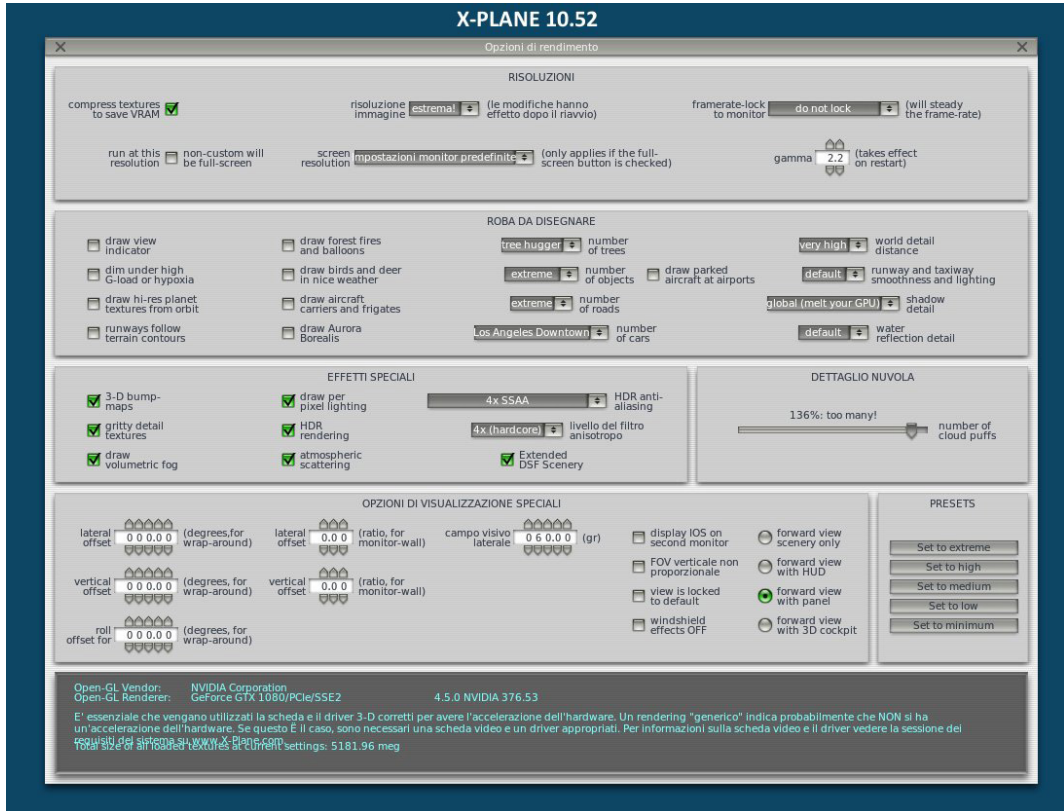 X-PLANE 10.52
Opzioni di rendimento
RISOLUZIONI
compress textures
to save VRAM
risoluzione
immagine
estrema!
(le modifiche hanno
effetto dopo il riavvio)
framerate-lock
to monitor
do not lock
(will steady
the frame-rate)
run at this
resolution
non-custom will
be full-screen
screen
resolution
mpostazioni monitor predefinite
(only applies if the full-
screen button is checked)
gamma
2.2
(takes effect
on restart)
ROBA DA DISEGNARE
draw view
indicator
draw forest fires
and balloons
tree hugger
number
of trees
very high
world detail
distance
dim under high
G-load or hypoxia
draw birds and deer
in nice weather
extreme
number
of objects
draw parked
aircraft at airports
default
runway and taxiway
smoothness and lighting
draw hi-res planet
textures from orbit
draw aircraft
carriers and frigates
extreme
number
of roads
global (melt your GPU)
shadow
detail
runways follow
terrain contours
draw Aurora
Borealis
Los Angeles Downtown
number
of cars
default
water
reflection detail
EFFETTI SPECIALI
3-D bump-
maps
draw per
pixel lighting
4x SSAA
HDR anti-
aliasing
gritty detail
textures
HDR
rendering
4x (hardcore)
livello del filtro
anisotropo
draw
volumetric fog
atmospheric
scattering
Extended
DSF Scenery
DETTAGLIO NUVOLA
136%: too many!
number of
cloud puffs
OPZIONI DI VISUALIZZAZIONE SPECIALI
lateral
offset
0 0 0.0 0
(degrees,for
wrap-around)
lateral
offset
0.0 0
(ratio, for
monitor-wall)
campo visivo
laterale
0 6 0.0 0
(gr)
vertical
offset
0 0 0.0 0
(degrees, for
wrap-around)
vertical
offset
0.0 0
(ratio, for
monitor-wall)
roll
offset for
0 0 0.0 0
(degrees, for
wrap-around)
display IOS on
second monitor
forward view
scenery only
FOV verticale non
proporzionale
forward view
with HUD
view is locked
to default
forward view
with panel
windshield
effects OFF
forward view
with 3D cockpit
PRESETS
Set to extreme
Set to high
Set to medium
Set to low
Set to minimum
Open-GL Vendor: NVIDIA Corporation
Open-GL Renderer: GeForce GTX 1080/PCIe/SSE2 4.5.0 NVIDIA 376.53
E' essenziale che vengano utilizzati la scheda e il driver 3-D corretti per avere l'accelerazione dell'hardware. Un rendering "generico" indica probabilmente che NON si ha
un'accelerazione dell'hardware. Se questo È il caso, sono necessari una scheda video e un driver appropriati. Per informazioni sulla scheda video e il driver vedere la sessione dei
requisiti del sistema su www.X-Plane.com.
Total size of all loaded textures at current settings: 5181.96 meg